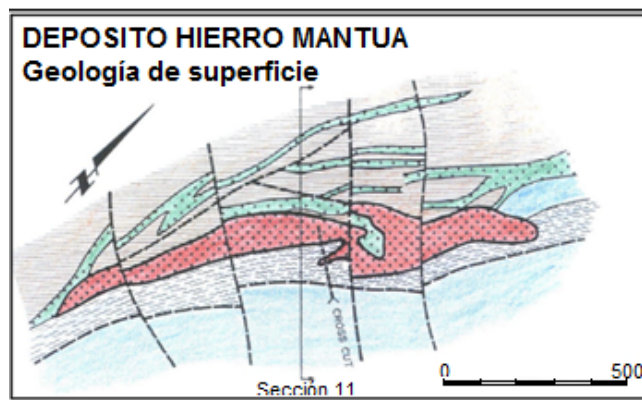 DEPOSITO HIERRO MANTUA
Geología de superficie
N
CROSS CUT
0 500
Sección 11